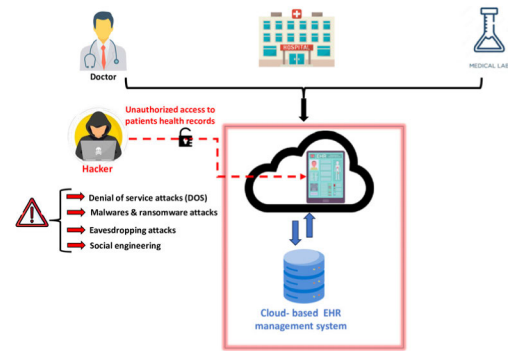 HOSPITAL
Doctor
MEDICAL LAB
Unauthorized access to
patients health records
Hacker
Denial of service attacks (DOS)
Malwares & ransomware attacks
Eavesdropping attacks
Social engineering
Cloud- based EHR
management system